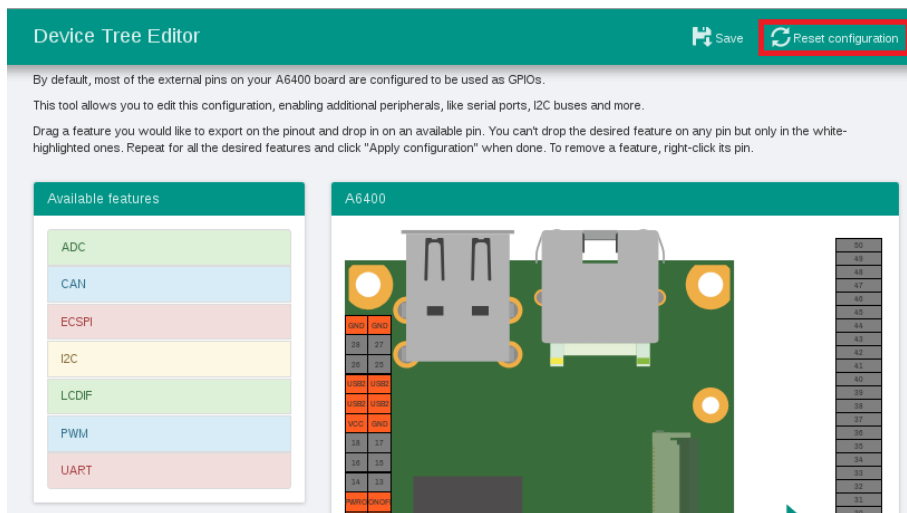 Device Tree Editor
Save
Reset configuration
By default, most of the external pins on your A6400 board are configured to be used as GPIOs.
This tool allows you to edit this configuration, enabling additional peripherals, like serial ports, I2C buses and more.
Drag a feature you would like to export on the pinout and drop in on an available pin. You can't drop the desired feature on any pin but only in the white-
highlighted ones. Repeat for all the desired features and click "Apply configuration" when done. To remove a feature, right-click its pin.
Available features
ADC
CAN
ECSPI
I2C
LCDIF
PWM
UART
A6400
GND GND
28 27
26 25
USB2 USB2
USB2 USB2
VCC GND
18 17
16 15
14 13
PWRO ONOF
50
49
48
47
46
45
44
43
42
41
40
39
38
37
36
35
34
33
32
31